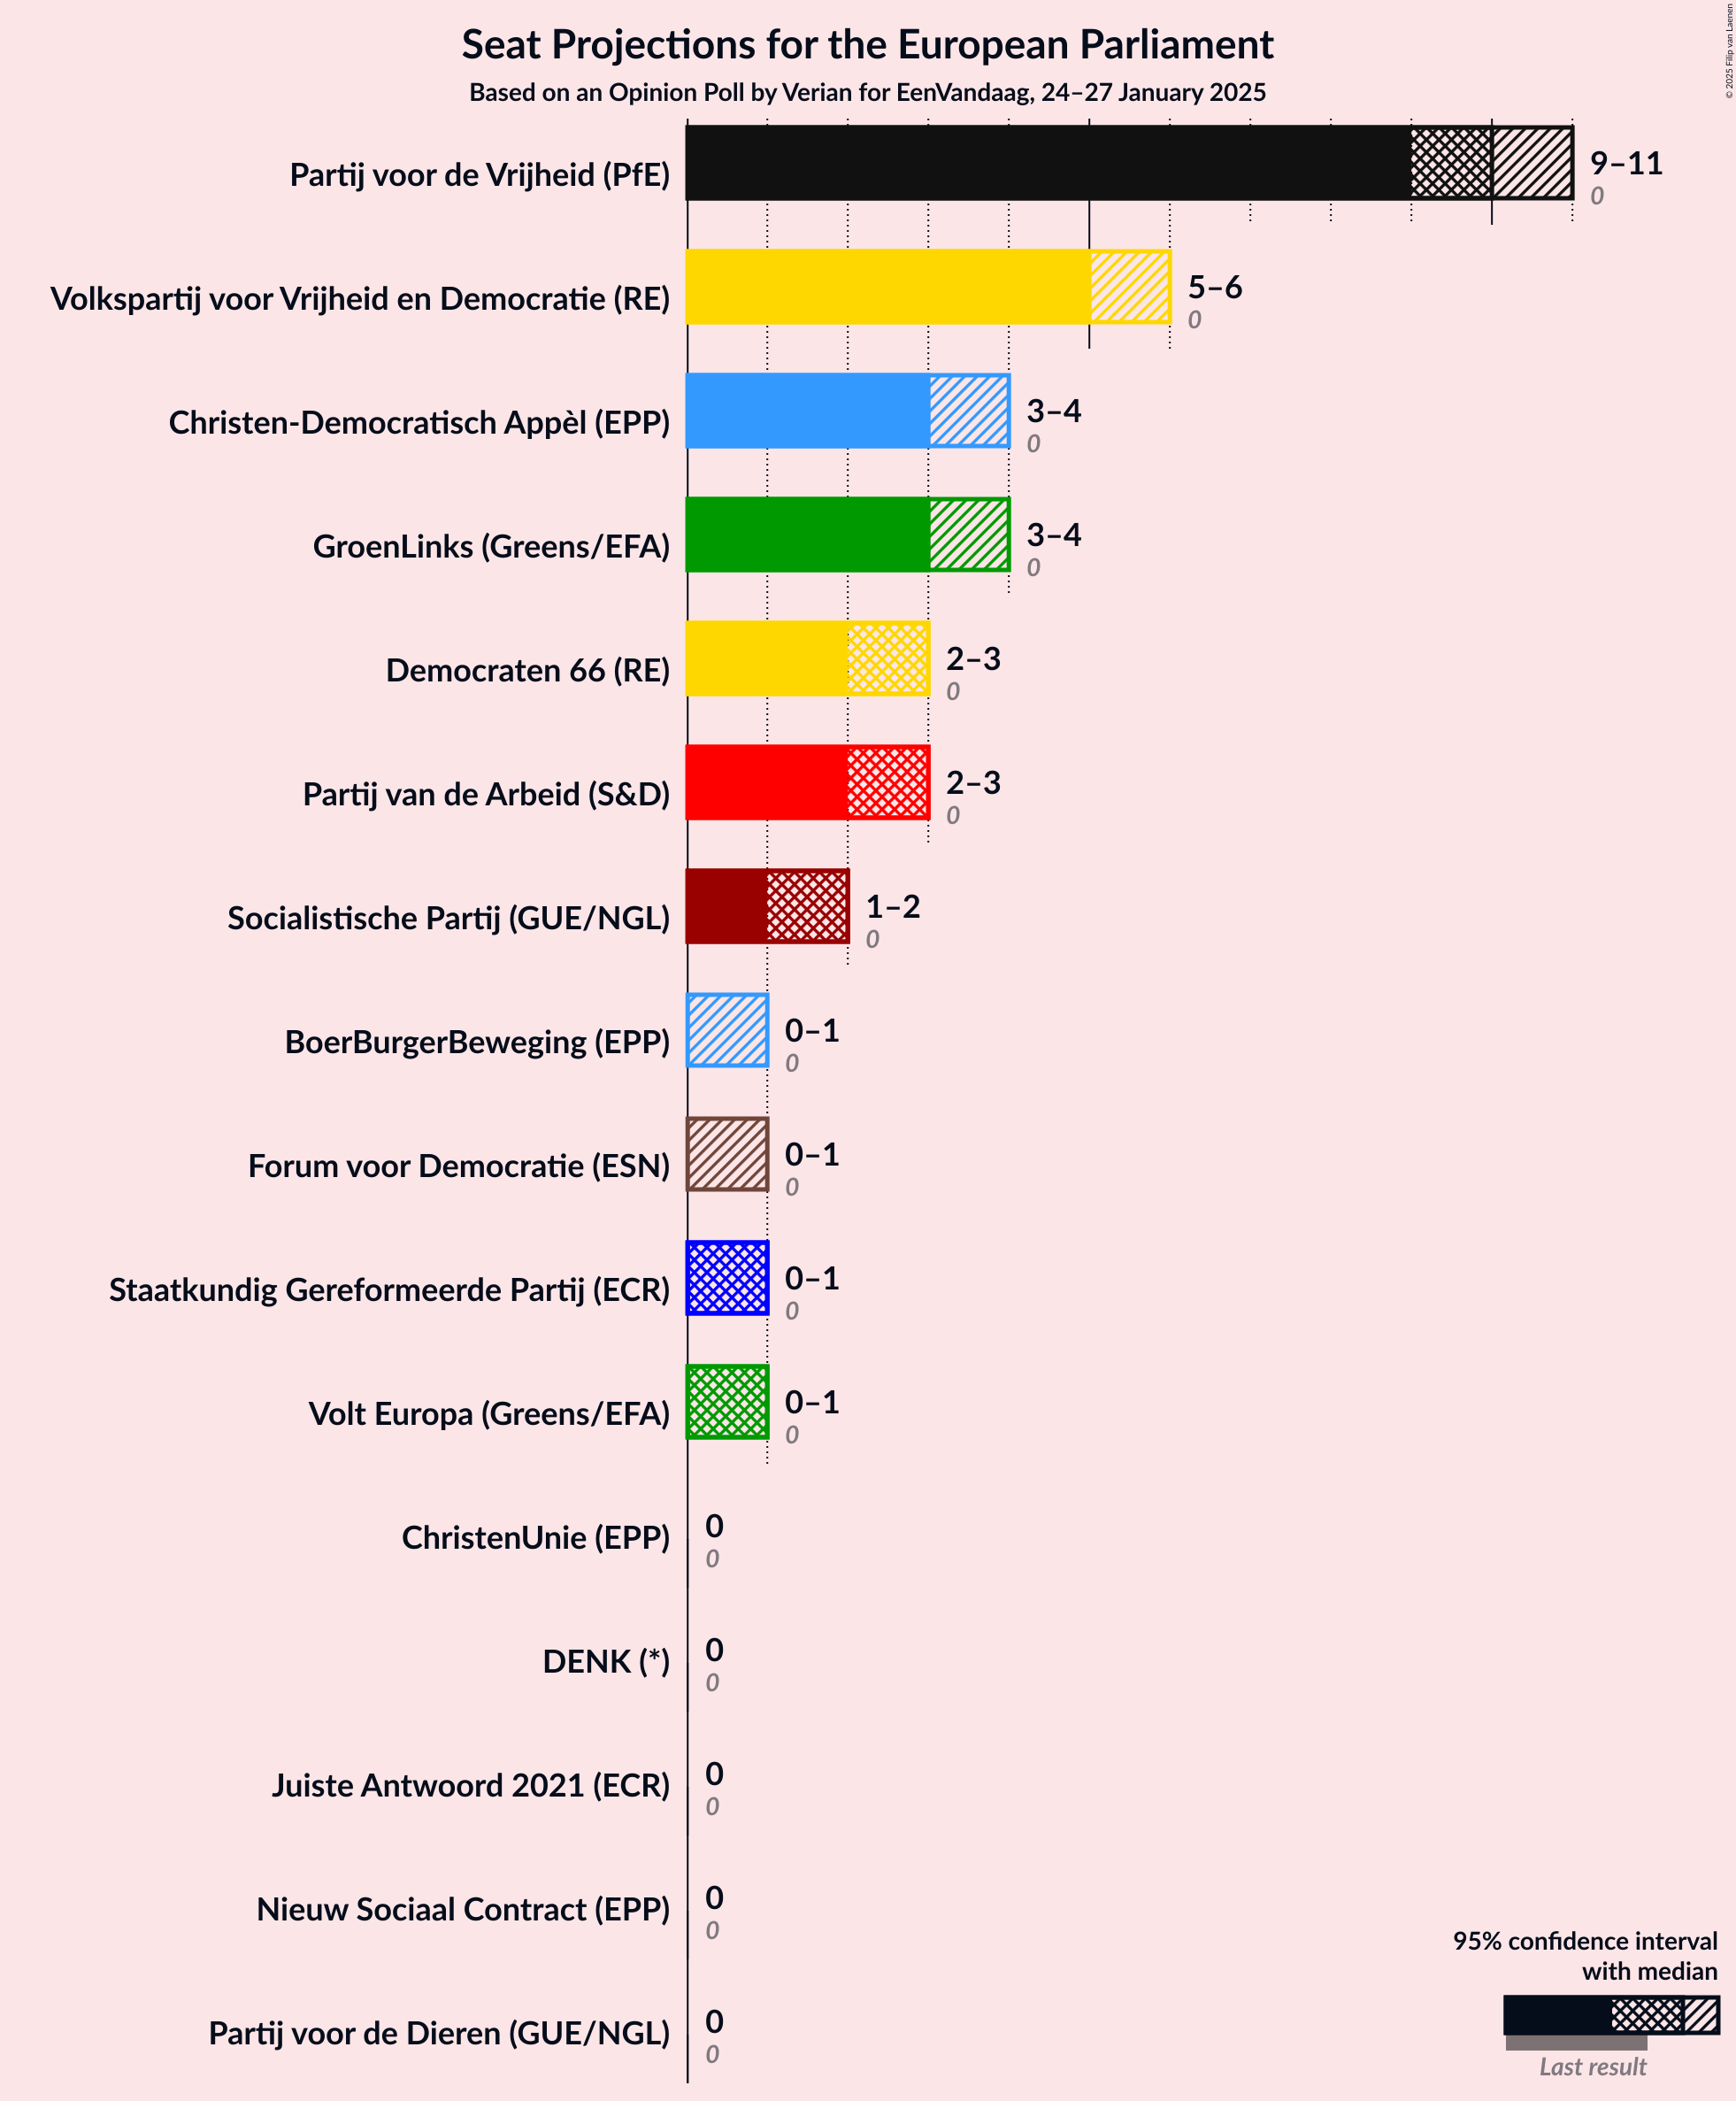 Seat Projections for the European Parliament
Based on an Opinion Poll by Verian for EenVandaag, 24–27 January 2025
© 2025 Filip van Laenen
Partij voor de Vrijheid (PfE)
9–11
0
Volkspartij voor Vrijheid en Democratie (RE)
5–6
0
Christen-Democratisch Appèl (EPP)
3–4
0
GroenLinks (Greens/EFA)
3–4
0
Democraten 66 (RE)
2–3
0
Partij van de Arbeid (S&D)
2–3
0
Socialistische Partij (GUE/NGL)
1–2
0
BoerBurgerBeweging (EPP)
0–1
0
Forum voor Democratie (ESN)
0–1
0
Staatkundig Gereformeerde Partij (ECR)
0–1
0
Volt Europa (Greens/EFA)
0–1
0
ChristenUnie (EPP)
0
0
DENK (*)
0
0
Juiste Antwoord 2021 (ECR)
0
0
Nieuw Sociaal Contract (EPP)
0
0
Partij voor de Dieren (GUE/NGL)
0
0
95% confidence interval
with median
Last result